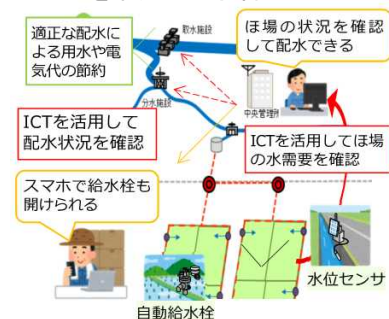 適正な配水に
よる用水や電
気代の節約
取水施設
ほ場の状況を確認
して配水できる
分水施設
中央管理所
ICTを活用して
配水状況を確認
ICTを活用してほ場
の水需要を確認
スマホで給水栓も
開けられる
水位センサ
自動給水栓